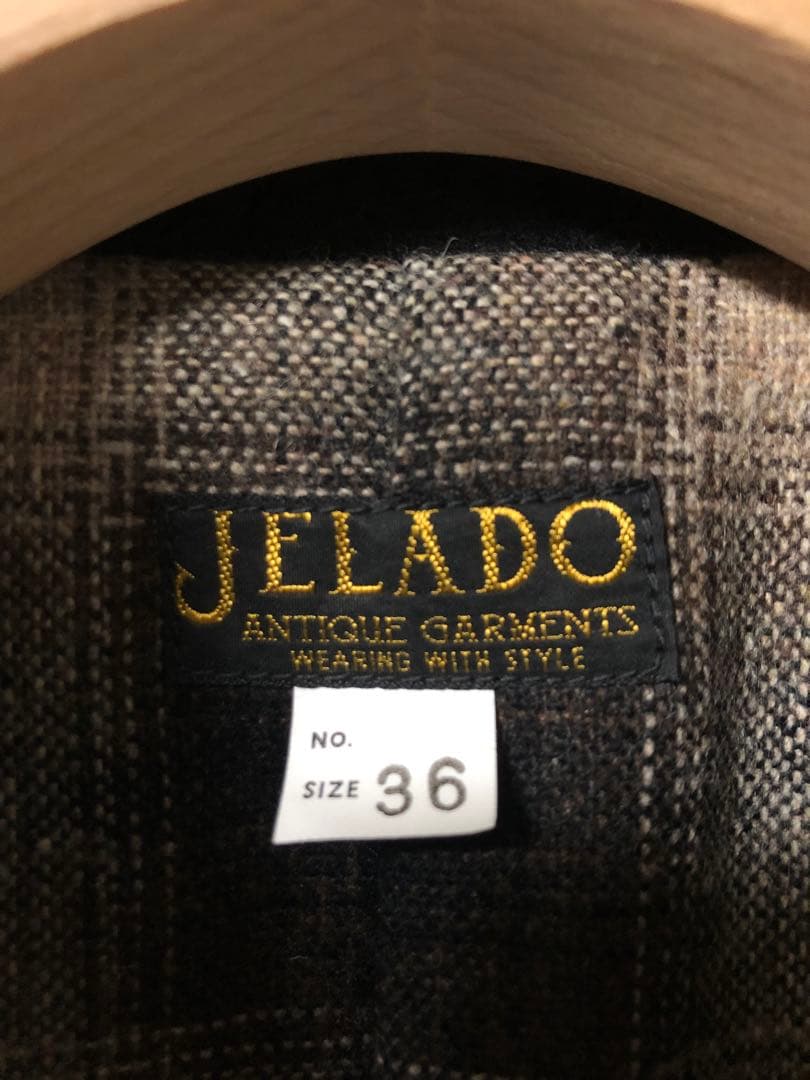 JELADO
ANTIQUE GARMENTS
WEARING WITH STYLE
NO.
SIZE 36